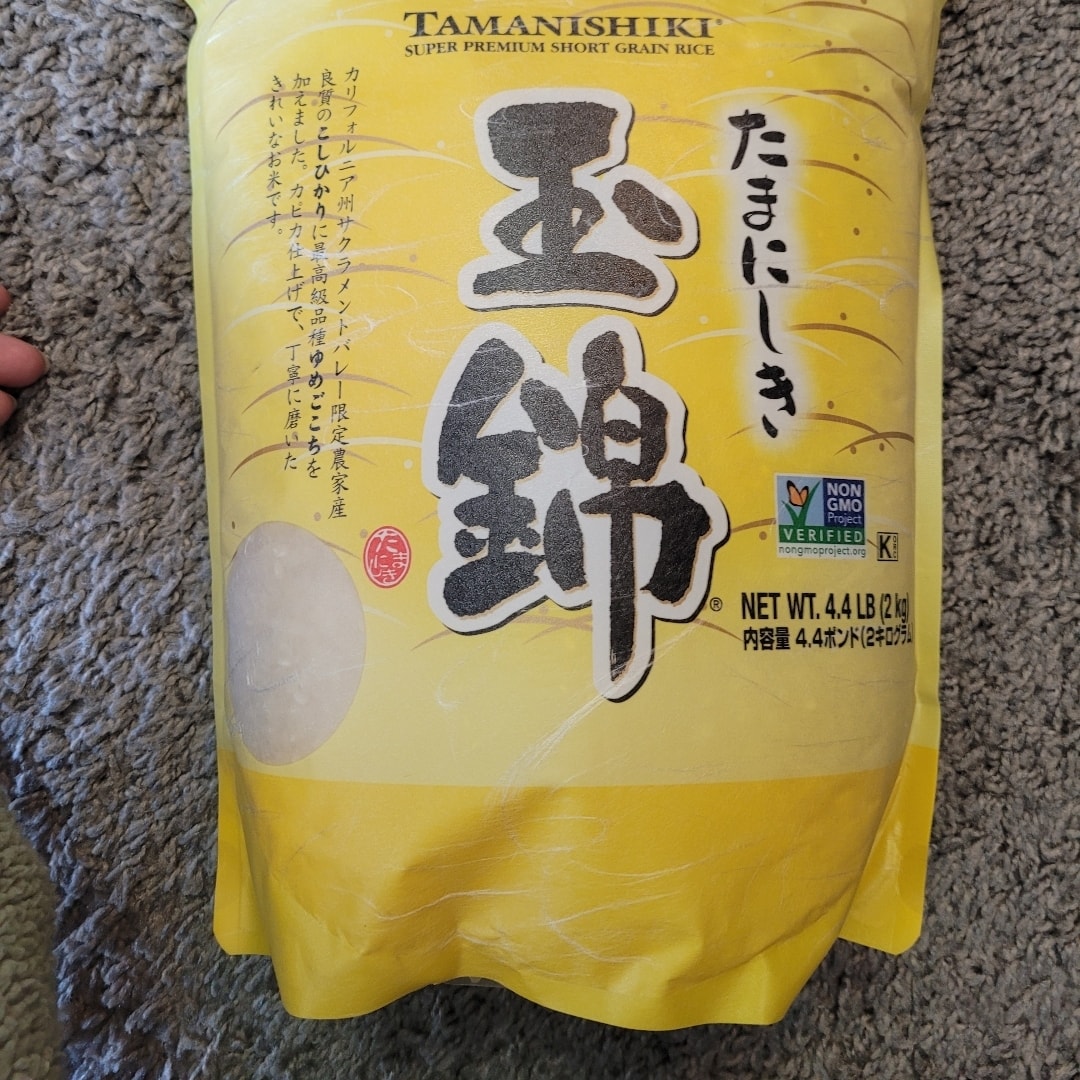 TAMANISHIKI®
SUPER PREMIUM SHORT GRAIN RICE
たまにしき
玉錦
®
カリフォルニア州サクラメントバレー限定農家産
良質のこしひかりに最高級品種ゆめごこちを
加えました。カピカ仕上げで、丁寧に磨いた
きれいなお米です。
たまにしき
NON
GMO
Project
VERIFIED
nongmoproject.org
K
NET WT. 4.4 LB (2 kg)
内容量 4.4ポンド(2キログラム